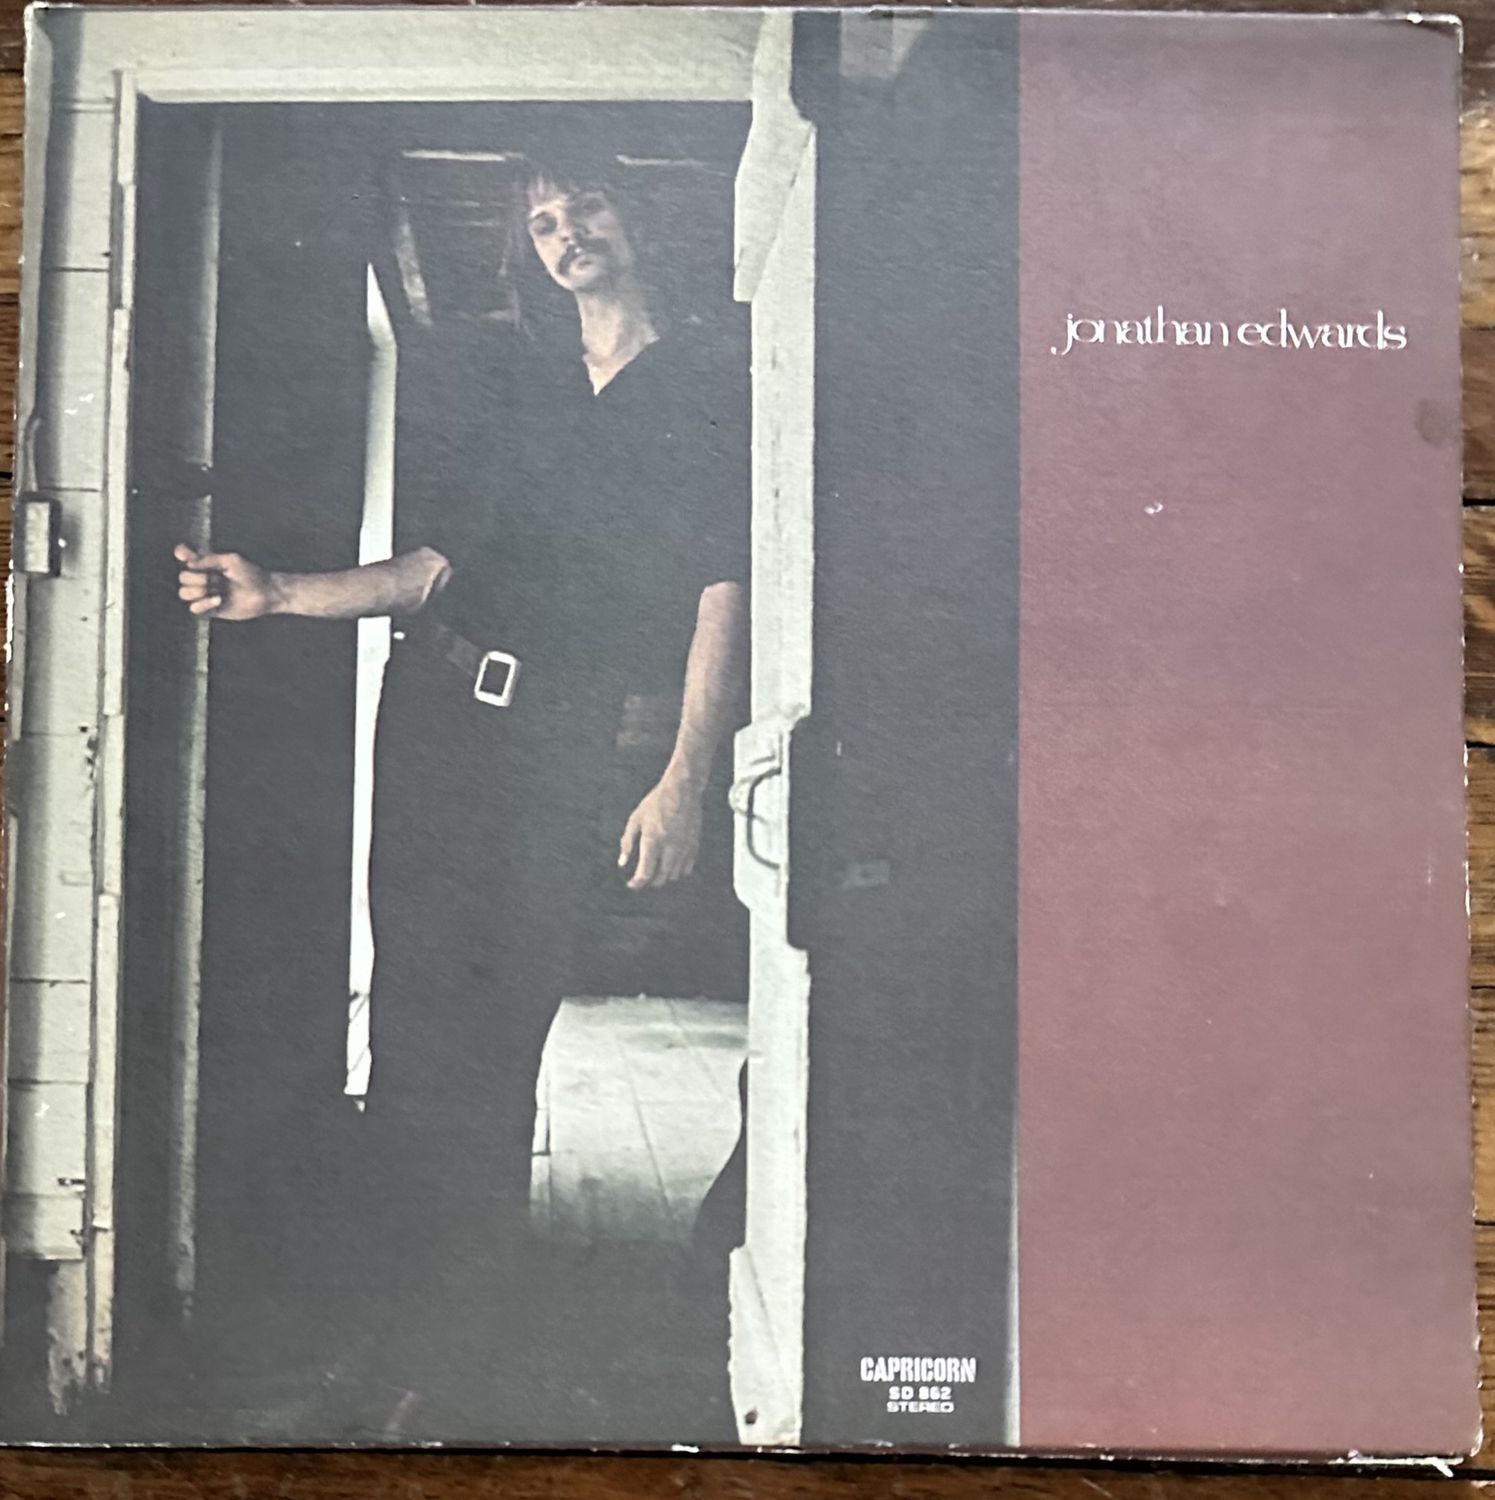 jonathan edwards
CAPRICORN
SD 862
STEREO